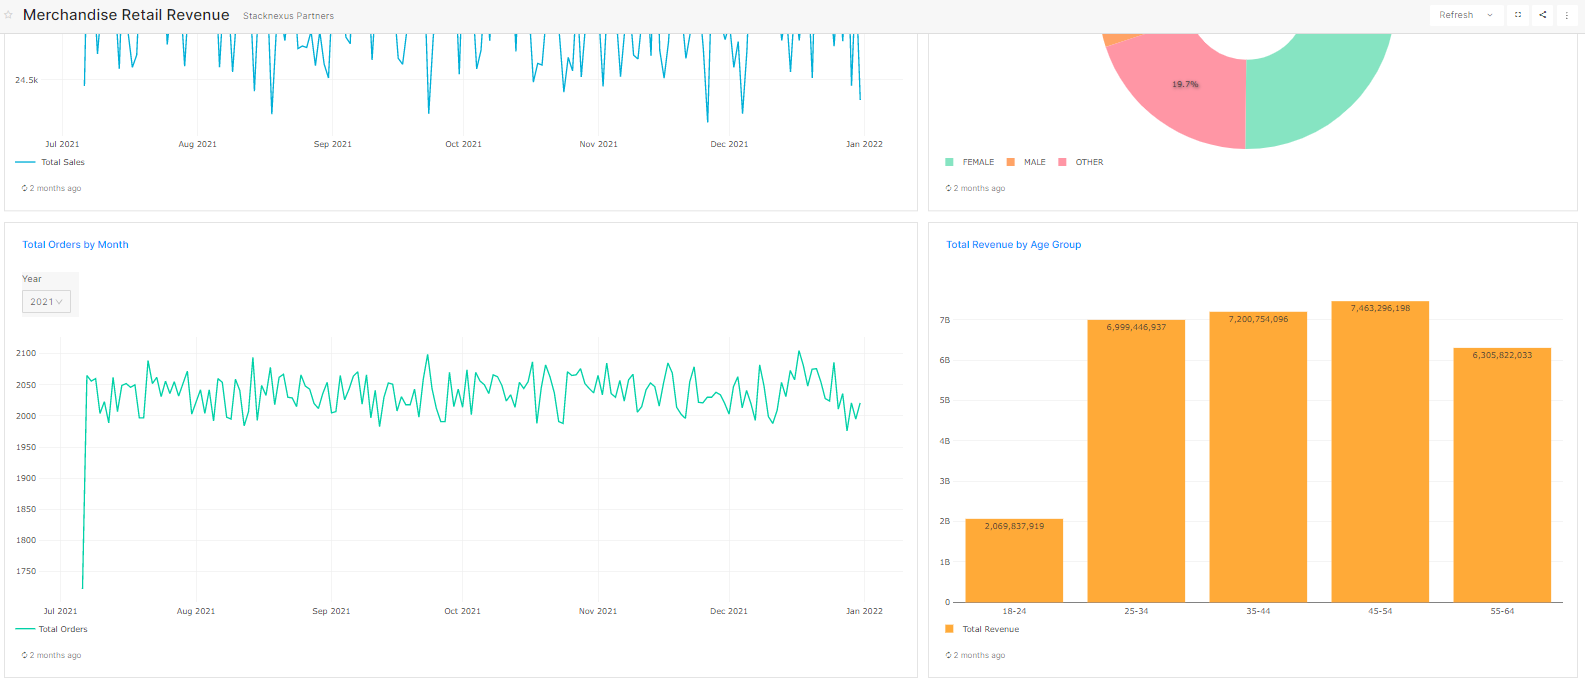 Merchandise Retail Revenue Stacknexus Partners
Refresh
24.5k
Jul 2021 Aug 2021 Sep 2021 Oct 2021 Nov 2021 Dec 2021 Jan 2022
Total Sales
2 months ago
19.7%
FEMALE MALE OTHER
2 months ago
Total Orders by Month
Year
2021
2100
2050
2000
1950
1900
1850
1800
1750
Jul 2021 Aug 2021 Sep 2021 Oct 2021 Nov 2021 Dec 2021 Jan 2022
Total Orders
2 months ago
Total Revenue by Age Group
7B
6B
5B
4B
3B
2B
1B
0
2,069,837,919
6,999,446,937
7,200,754,096
7,463,296,198
6,305,822,033
18-24 25-34 35-44 45-54 55-64
Total Revenue
2 months ago